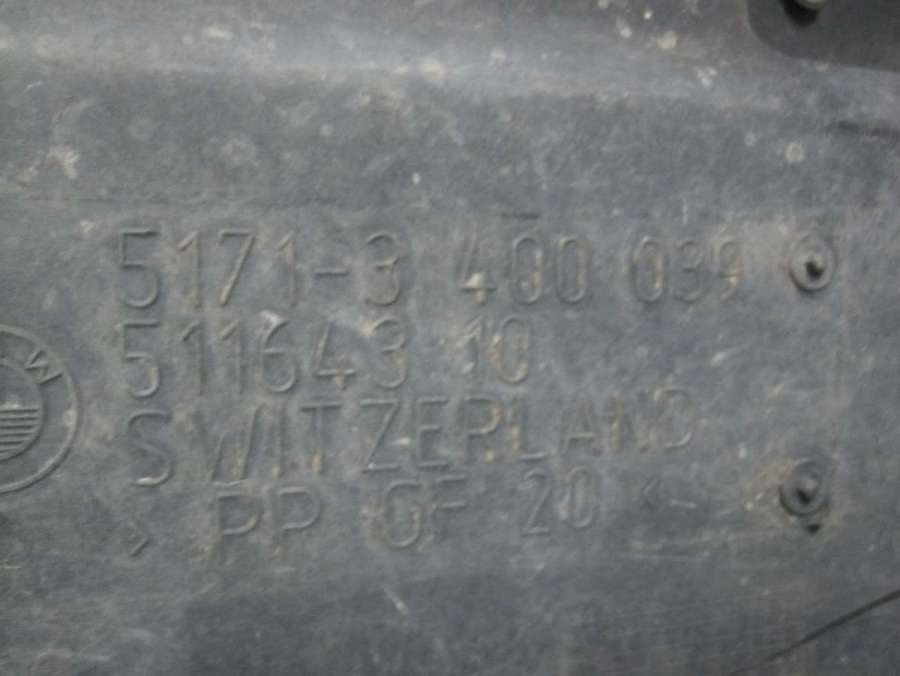 5171-3 400 039
511643 10
SWITZERLAND
> PP GF 20 <
W